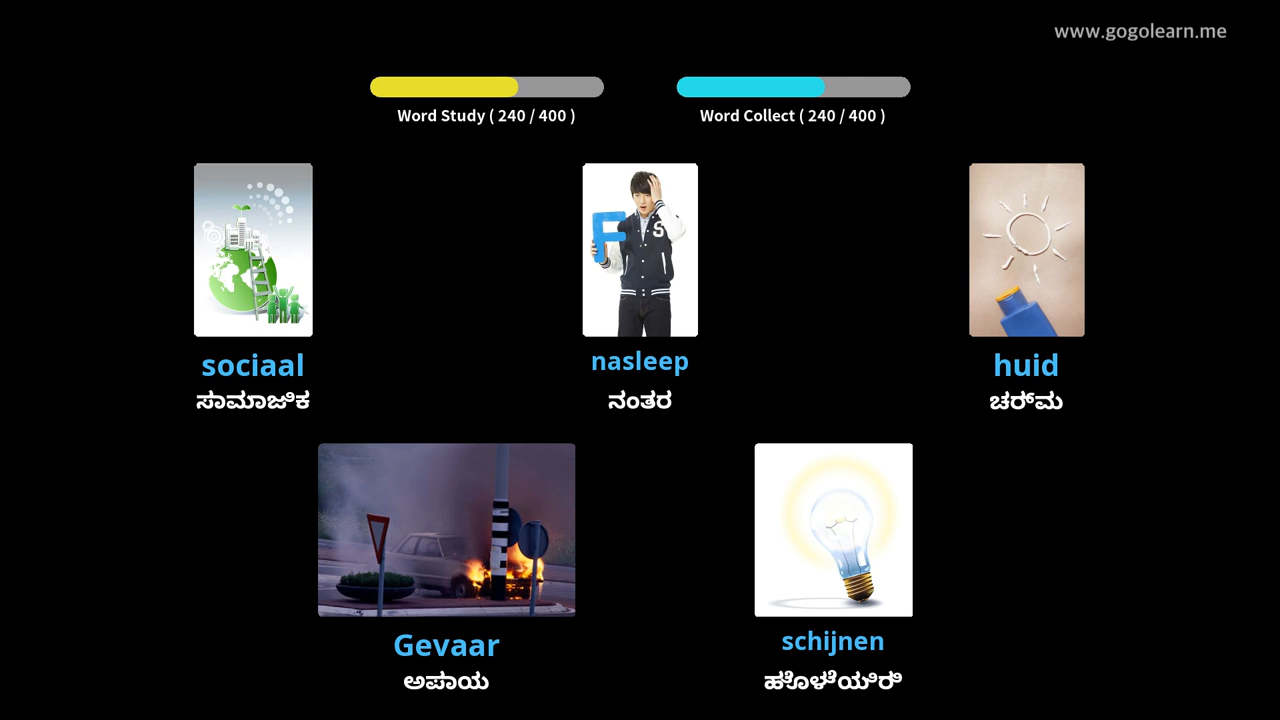 www.gogolearn.me
Word Study ( 240 / 400 )
Word Collect ( 240 / 400 )
F
S
sociaal
ಸಾಮಾಜಿಕ
nasleep
ನಂತರ
huid
ಚರ್ಮ
Gevaar
ಅಪಾಯ
schijnen
ಹೊಳೆಯಿರಿ